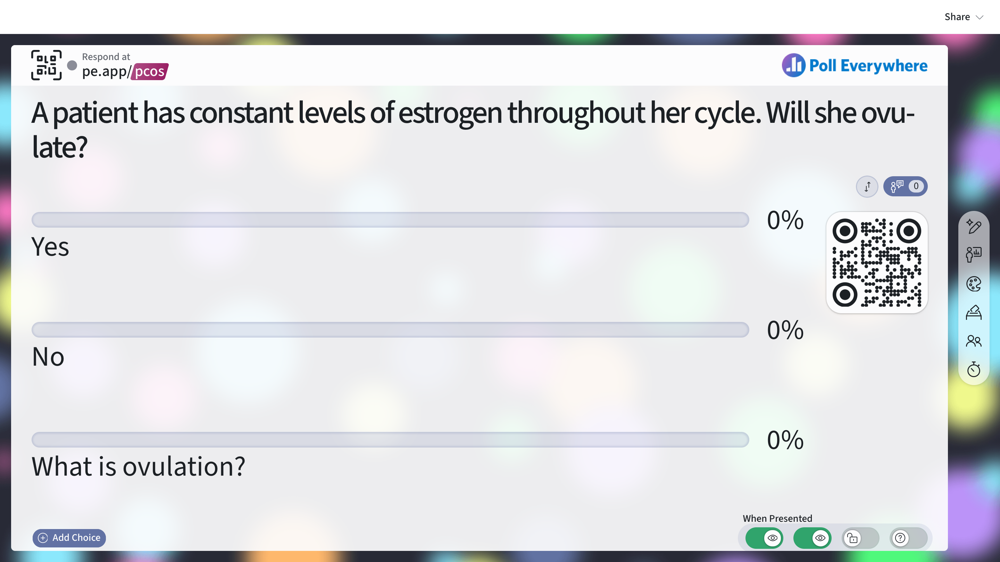 Share
Respond at
pe.app/pcos
Poll Everywhere
A patient has constant levels of estrogen throughout her cycle. Will she ovu-
late?
0
0%
Yes
0%
No
0%
What is ovulation?
When Presented
Add Choice